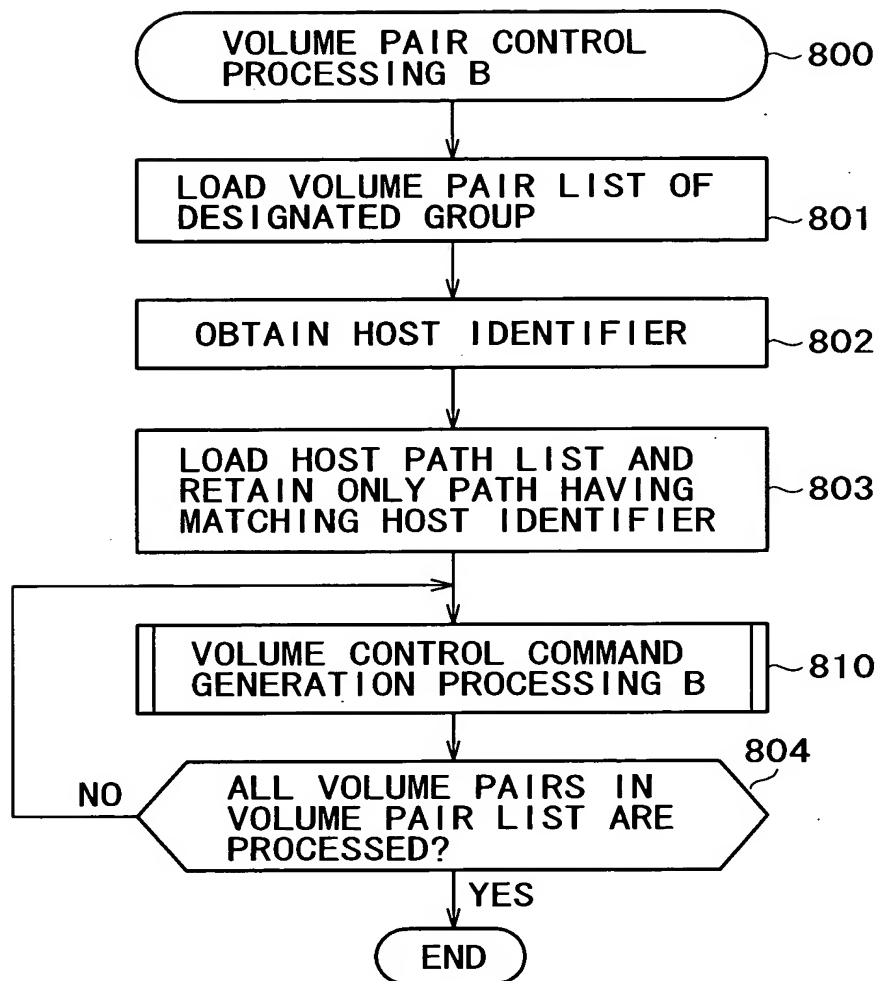 VOLUME PAIR CONTROL
PROCESSING B
800
LOAD VOLUME PAIR LIST OF
DESIGNATED GROUP
801
OBTAIN HOST IDENTIFIER
802
LOAD HOST PATH LIST AND
RETAIN ONLY PATH HAVING
MATCHING HOST IDENTIFIER
803
VOLUME CONTROL COMMAND
GENERATION PROCESSING B
810
804
NO
ALL VOLUME PAIRS IN
VOLUME PAIR LIST ARE
PROCESSED?
YES
END